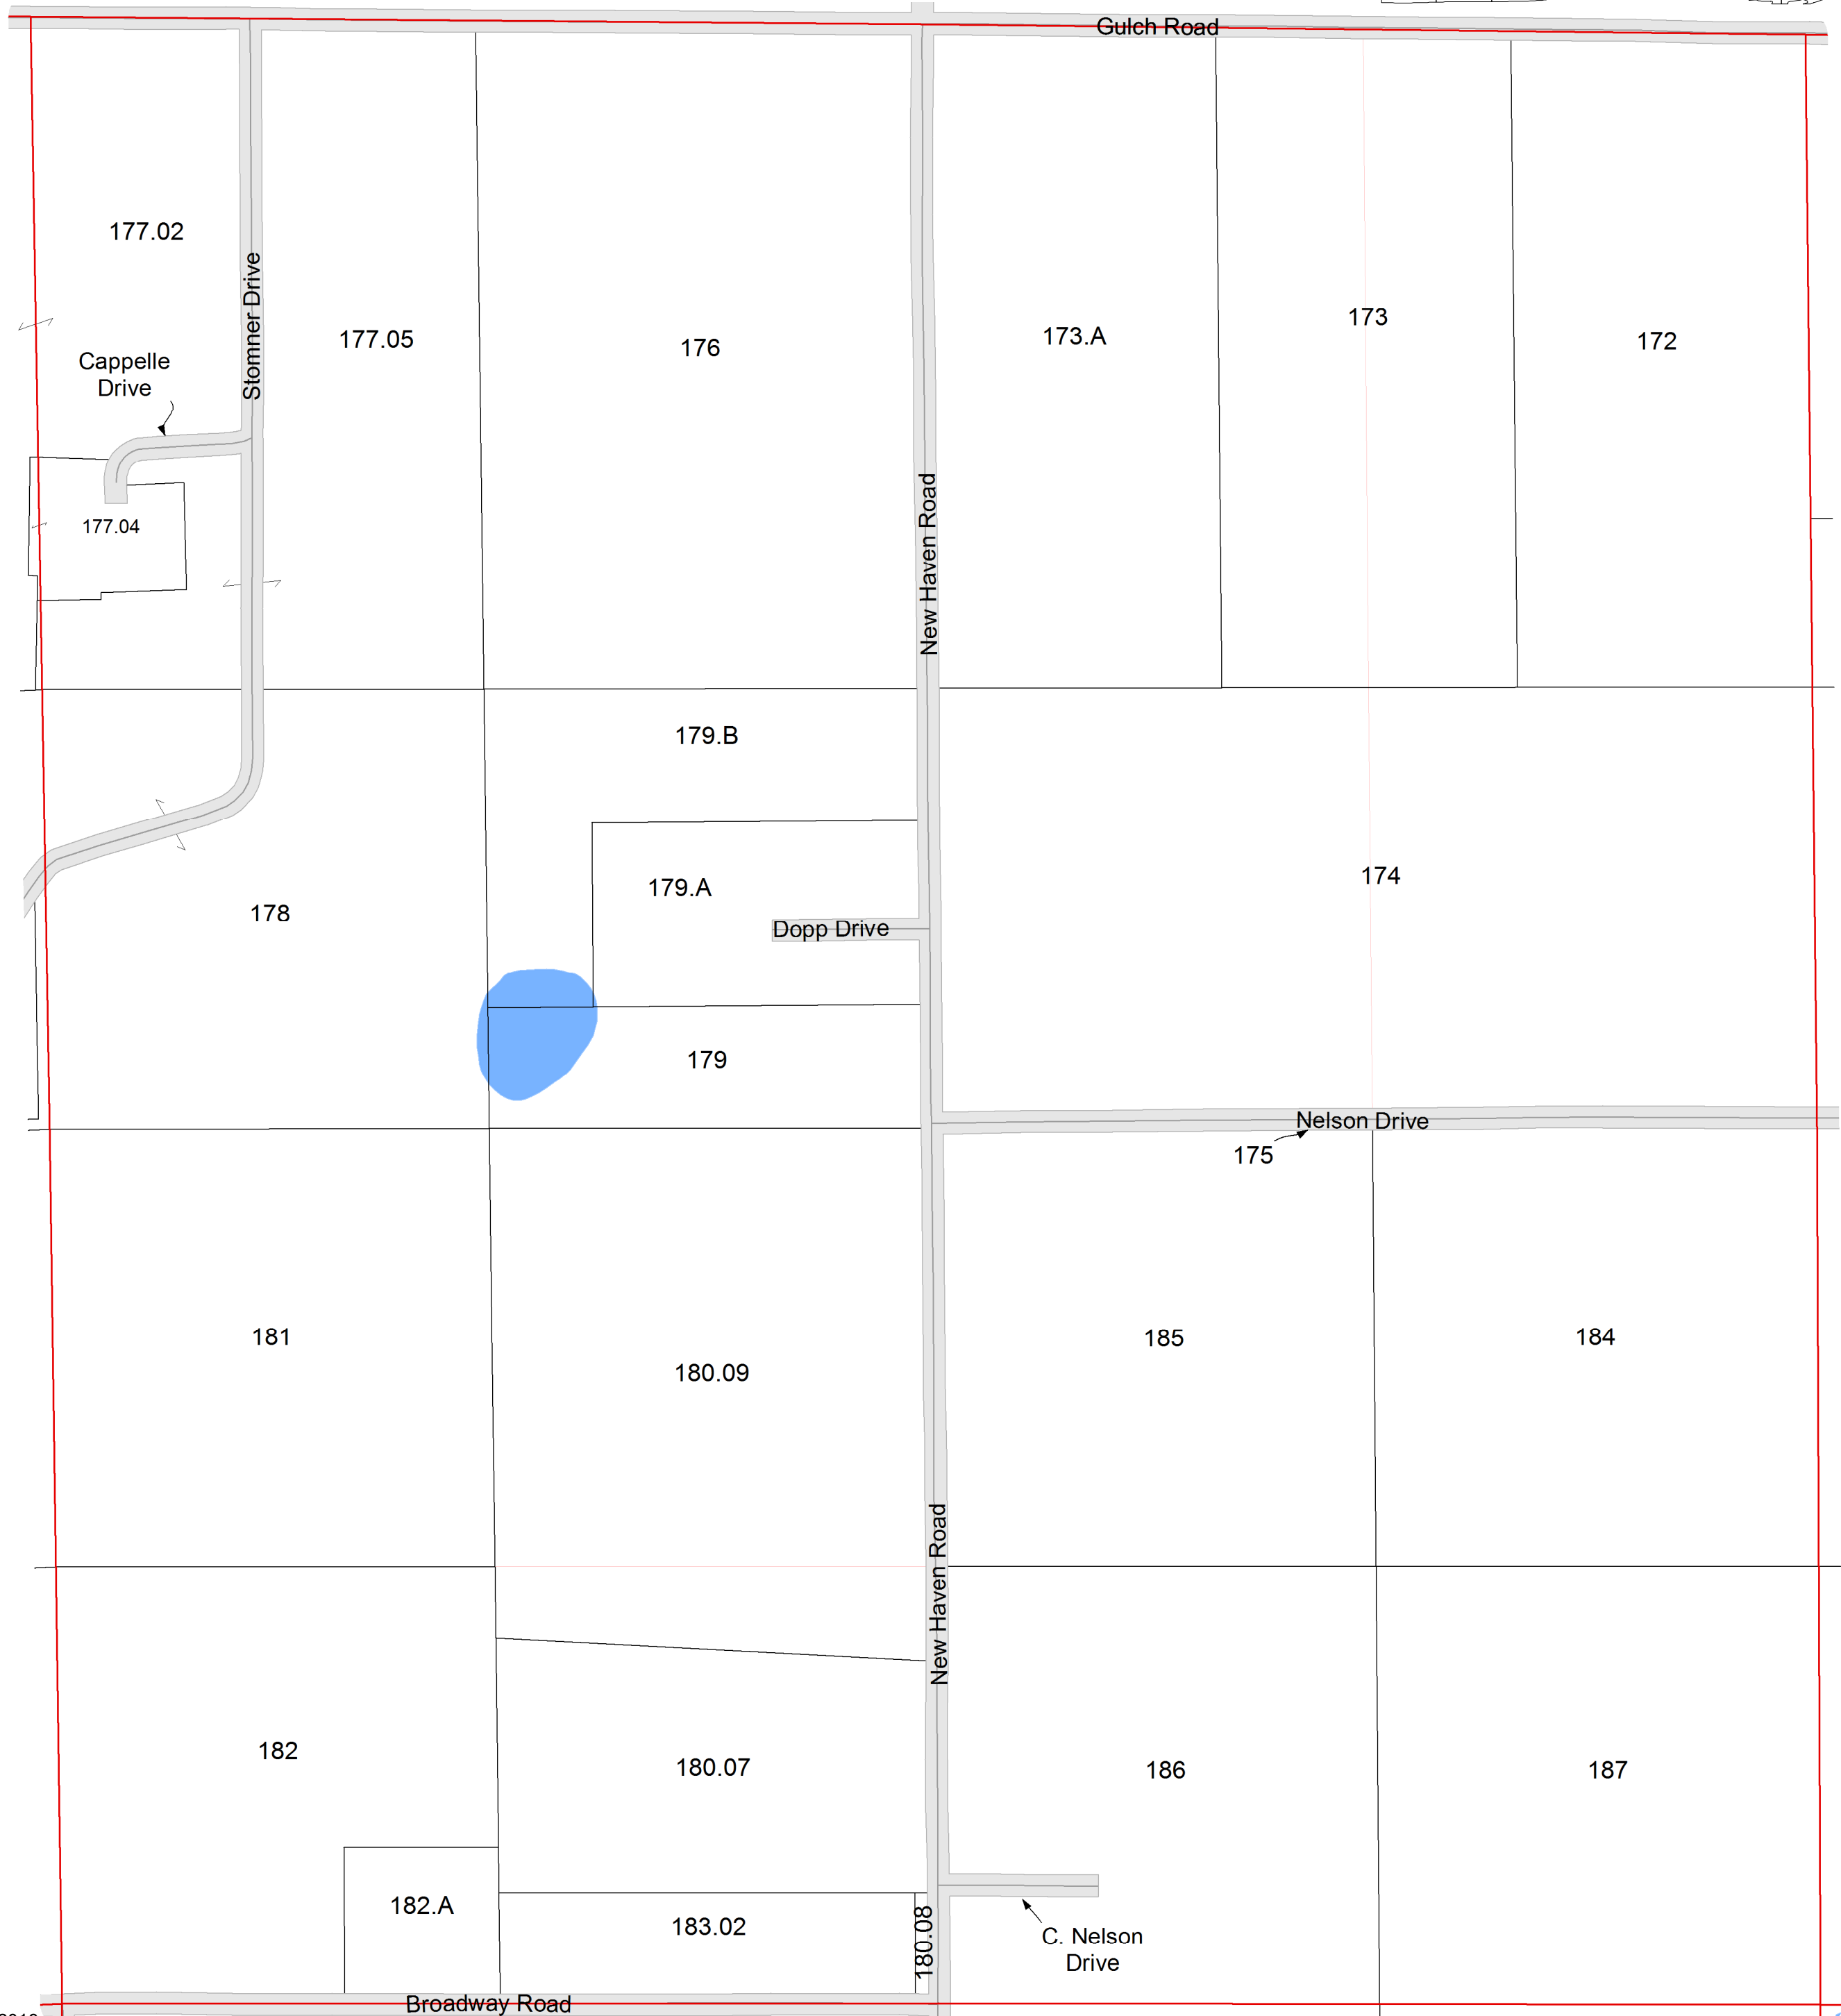 Gulch Road
177.02
Stomner Drive
177.05
176
173.A
173
172
Cappelle
Drive
177.04
New Haven Road
179.B
179.A
174
178
Dopp Drive
179
Nelson Drive
175
181
180.09
185
184
New Haven Road
182
180.07
186
187
182.A
183.02
180.08
C. Nelson
Drive
Broadway Road